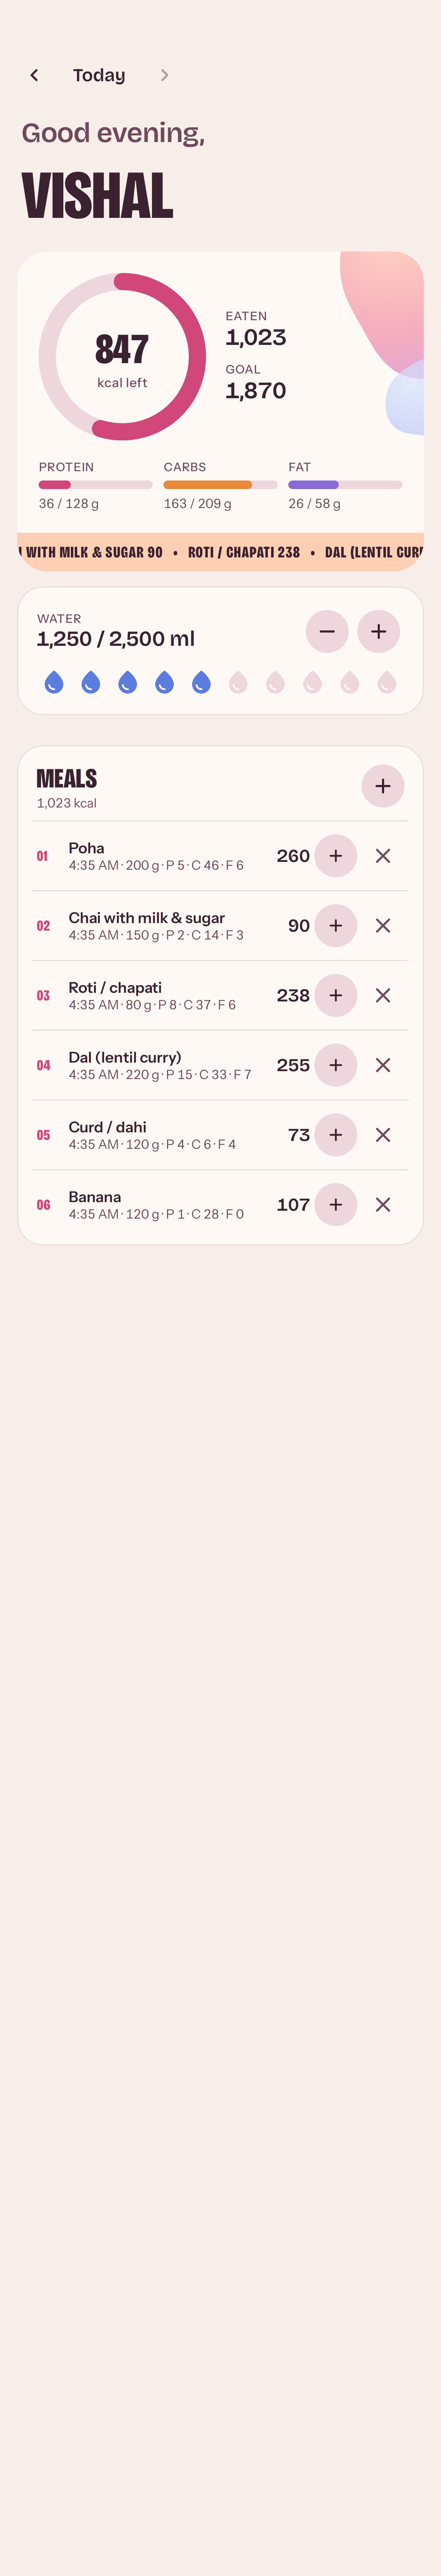 Today
Good evening,
VISHAL
847
kcal left
EATEN
1,023
GOAL
1,870
PROTEIN
36 / 128 g
CARBS
163 / 209 g
FAT
26 / 58 g
WITH MILK & SUGAR 90 • ROTI / CHAPATI 238 • DAL (LENTIL
WATER
1,250 / 2,500 ml
MEALS
1,023 kcal
01
Poha
4:35 AM · 200 g · P 5 · C 46 · F 6
260
02
Chai with milk & sugar
4:35 AM · 150 g · P 2 · C 14 · F 3
90
03
Roti / chapati
4:35 AM · 80 g · P 8 · C 37 · F 6
238
04
Dal (lentil curry)
4:35 AM · 220 g · P 15 · C 33 · F 7
255
05
Curd / dahi
4:35 AM · 120 g · P 4 · C 6 · F 4
73
06
Banana
4:35 AM · 120 g · P 1 · C 28 · F 0
107